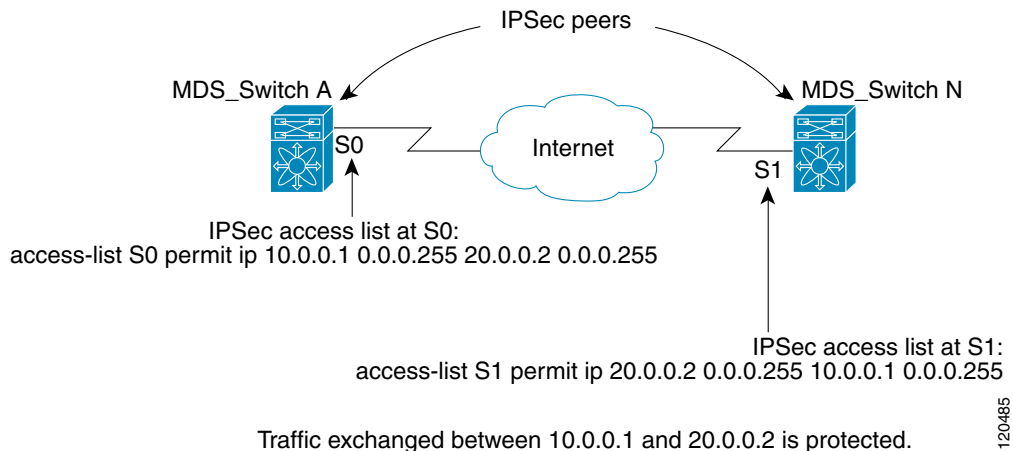 IPSec peers
MDS_Switch A
MDS_Switch N
S0
Internet
S1
IPSec access list at S0:
access-list S0 permit ip 10.0.0.1 0.0.0.255 20.0.0.2 0.0.0.255
IPSec access list at S1:
access-list S1 permit ip 20.0.0.2 0.0.0.255 10.0.0.1 0.0.0.255
Traffic exchanged between 10.0.0.1 and 20.0.0.2 is protected.
120485